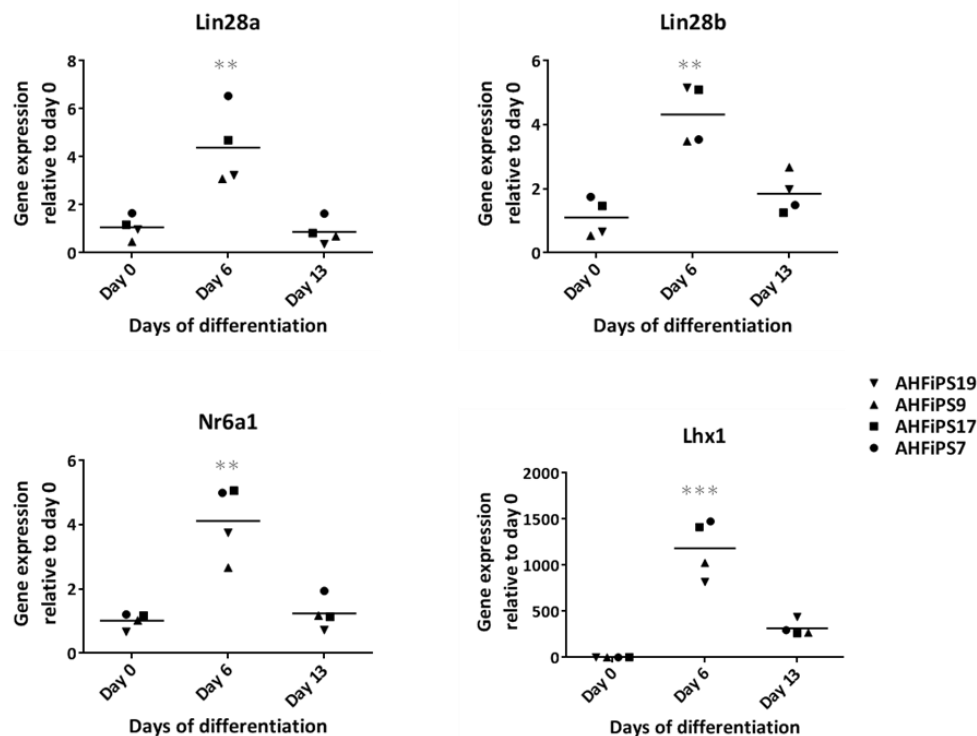 Lin28a
Gene expression
relative to day 0
8
6
4
2
0
**
Day 0
Day 6
Day 13
Days of differentiation
Lin28b
Gene expression
relative to day 0
6
4
2
0
**
Day 0
Day 6
Day 13
Days of differentiation
Nr6a1
Gene expression
relative to day 0
6
4
2
0
**
Day 0
Day 6
Day 13
Days of differentiation
Lhx1
Gene expression
relative to day 0
2000
1500
1000
500
0
***
Day 0
Day 6
Day 13
Days of differentiation
AHFiPS19
AHFiPS9
AHFiPS17
AHFiPS7